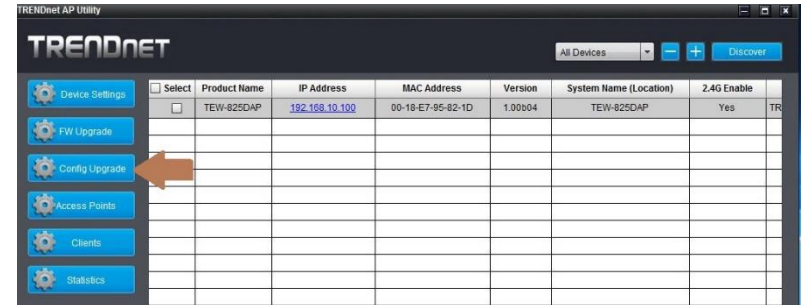 TRENDnet AP Utility
TRENDNET
All Devices
Discover
Device Settings
FW Upgrade
Config Upgrade
Access Points
Clients
Statistics
Select Product Name IP Address MAC Address Version System Name (Location) 2.4G Enable
TEW-825DAP 192.168.10.100 00-18-E7-95-82-1D 1.00b04 TEW-825DAP Yes TR